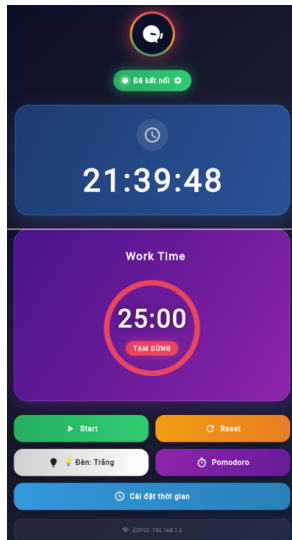 Đã kết nối
21:39:48
Work Time
25:00
TẠM DỪNG
Start
Reset
Đèn: Trắng
Pomodoro
Cài đặt thời gian
ESP32: 192.168.1.2